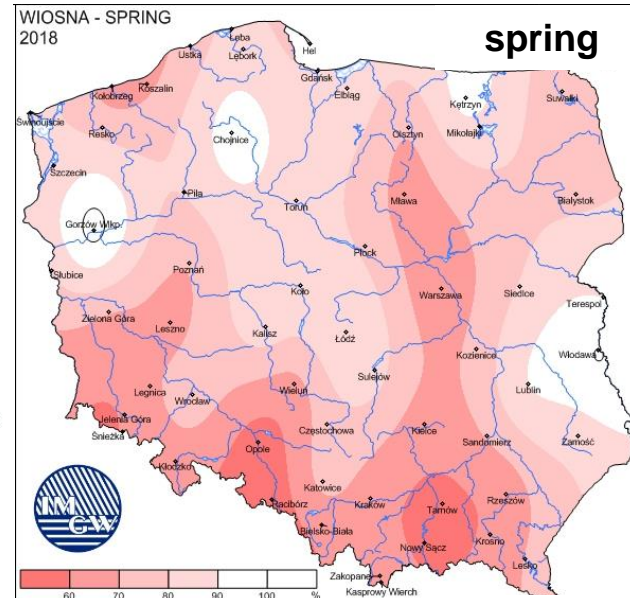 WIOSNA - SPRING
2018
spring
Łeba
Hel
Ustka
Lębork
Gdańsk
Koszalin
Kołobrzeg
Elbląg
Kętrzyn
Suwałki
Świnoujście
Resko
Chojnice
Olsztyn
Mikołajki
Szczecin
Piła
Toruń
Mława
Białystok
Gorzów Wlkp.
Płock
Słubice
Poznań
Koło
Warszawa
Siedlce
Terespol
Zielona Góra
Leszno
Kalisz
Łódź
Kozienice
Włodawa
Sulejów
Legnica
Wrocław
Wieluń
Lublin
Jelenia Góra
Śnieżka
Opole
Częstochowa
Kielce
Sandomierz
Zamość
Kłodzko
Katowice
Racibórz
Kraków
Tarnów
Rzeszów
Bielsko-Biała
Nowy Sącz
Krosno
Lesko
Zakopane
Kasprowy Wierch
IM
GW
60 70 80 90 100 %